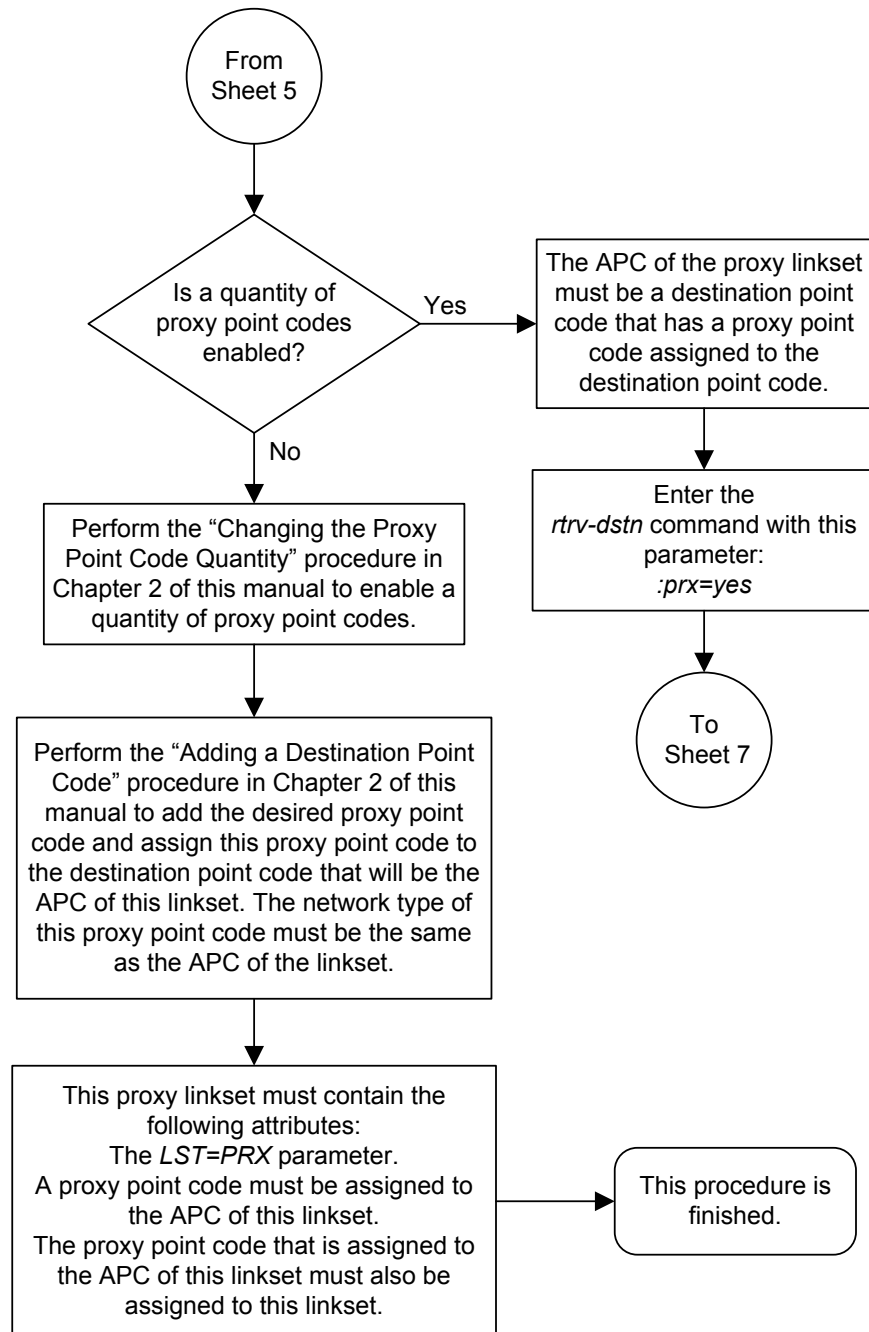 From
Sheet 5
Is a quantity of
proxy point codes
enabled?
Yes
The APC of the proxy linkset
must be a destination point
code that has a proxy point
code assigned to the
destination point code.
Enter the
rtrv-dstn command with this
parameter:
:prx=yes
To
Sheet 7
No
Perform the “Changing the Proxy
Point Code Quantity” procedure in
Chapter 2 of this manual to enable a
quantity of proxy point codes.
Perform the “Adding a Destination Point
Code” procedure in Chapter 2 of this
manual to add the desired proxy point
code and assign this proxy point code to
the destination point code that will be the
APC of this linkset. The network type of
this proxy point code must be the same
as the APC of the linkset.
This proxy linkset must contain the
following attributes:
The LST=PRX parameter.
A proxy point code must be assigned to
the APC of this linkset.
The proxy point code that is assigned to
the APC of this linkset must also be
assigned to this linkset.
This procedure is
finished.